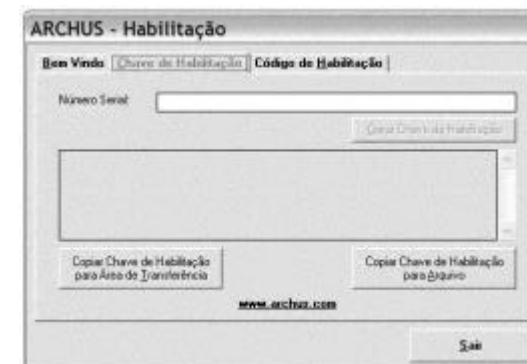 ARCHUS - Habilitação
Bem Vindo Chave de Habilitação Código de Habilitação
Número Serial:
Gerar Chave de Habilitação
Copiar Chave de Habilitação
para Área de Transferência
Copiar Chave de Habilitação
para Arquivo
www.archus.com
Sair